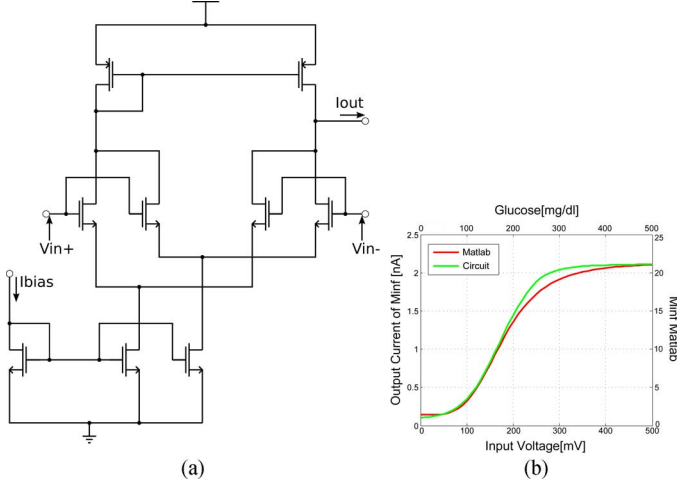 Iout
Vin+
Vin-
Ibias
(a)
Glucose[mg/dl]
0 100 200 300 400 500
Matlab
Circuit
Output Current of Minf [nA]
2.5
2
1.5
1
0.5
0
25
20
15
10
5
0
Minf Matlab
0 100 200 300 400 500
Input Voltage[mV]
(b)